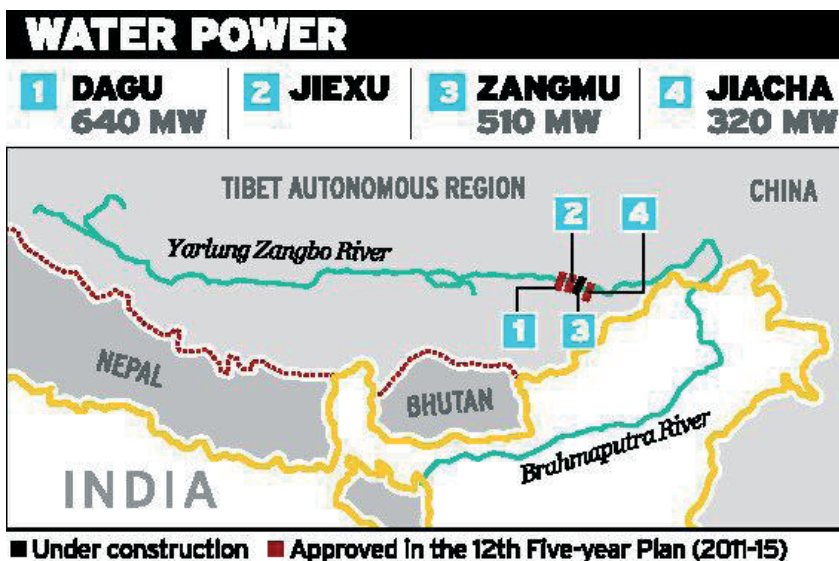 WATER POWER
1 DAGU 640 MW
2 JIEXU
3 ZANGMU 510 MW
4 JIACHA 320 MW
TIBET AUTONOMOUS REGION
CHINA
2
4
Yarlung Zangbo River
1
3
NEPAL
BHUTAN
Brahmaputra River
INDIA
Under construction
Approved in the 12th Five-year Plan (2011-15)